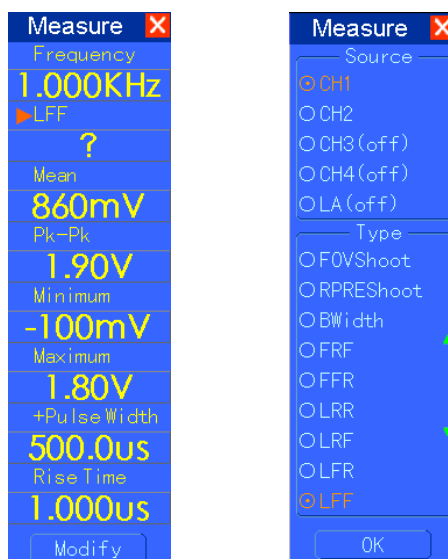 Measure
Frequency
1.000KHz
LFF
?
Mean
860mV
Pk-Pk
1.90V
Minimum
-100mV
Maximum
1.80V
+Pulse Width
500.0us
Rise Time
1.000us
Modify
Measure
Source
CH1
CH2
CH3(off)
CH4(off)
LA(off)
Type
FOVShoot
RPREShoot
BWidth
FRF
FFR
LRR
LRF
LFR
LFF
OK